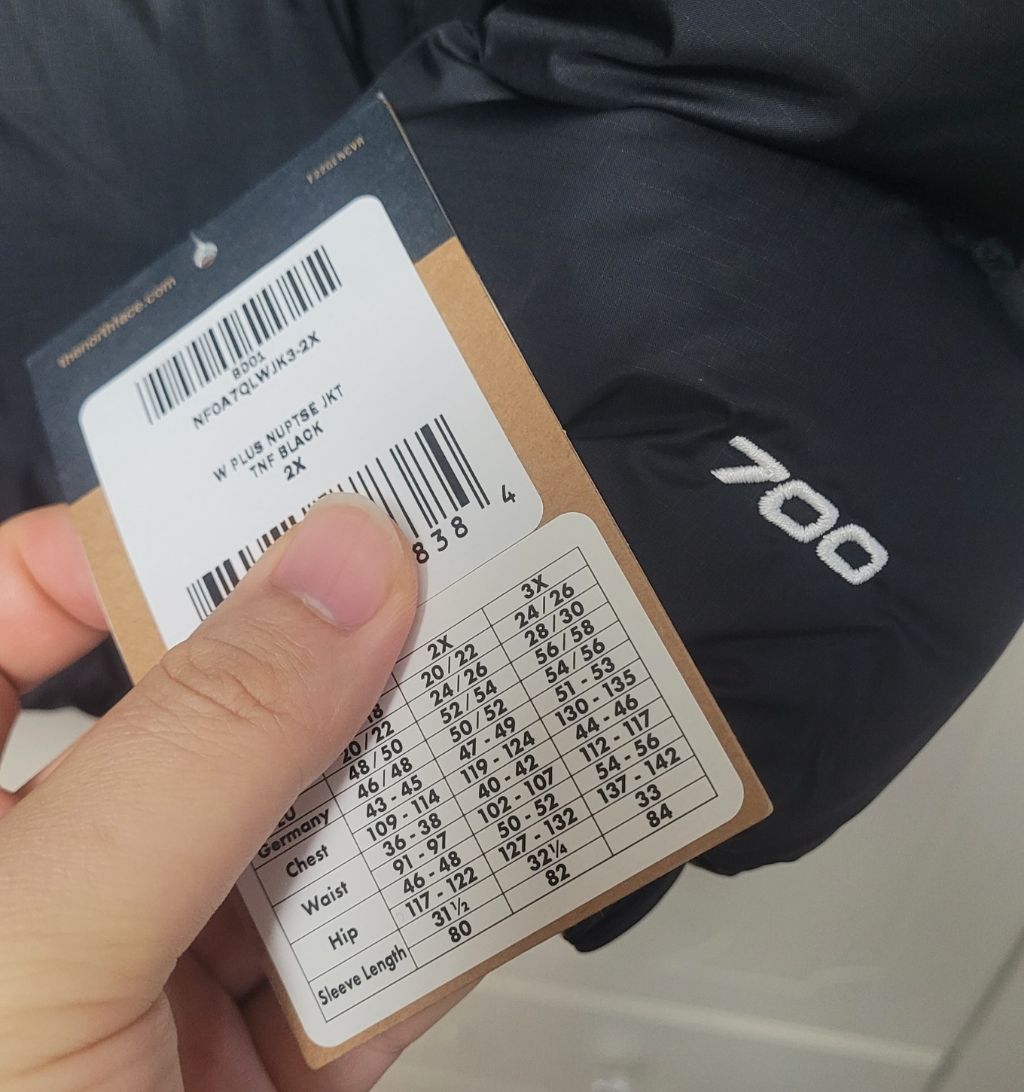 thenorthface.com
BD01
NF0A7QLWJK3-2X
W PLUS NUPTSE JKT
TNF BLACK
2X
838 4
700
2X 3X
20/22 24/26
20/22 24/26 28/30
48/50 52/54 56/58
46/48 50/52 54/56
Germany
Chest 43 - 45 47 - 49 51 - 53
109 - 114 119 - 124 130 - 135
Waist 36 - 38 40 - 42 44 - 46
91 - 97 102 - 107 112 - 117
Hip 46 - 48 50 - 52 54 - 56
117 - 122 127 - 132 137 - 142
Sleeve Length 31½ 32¼ 33
80 82 84